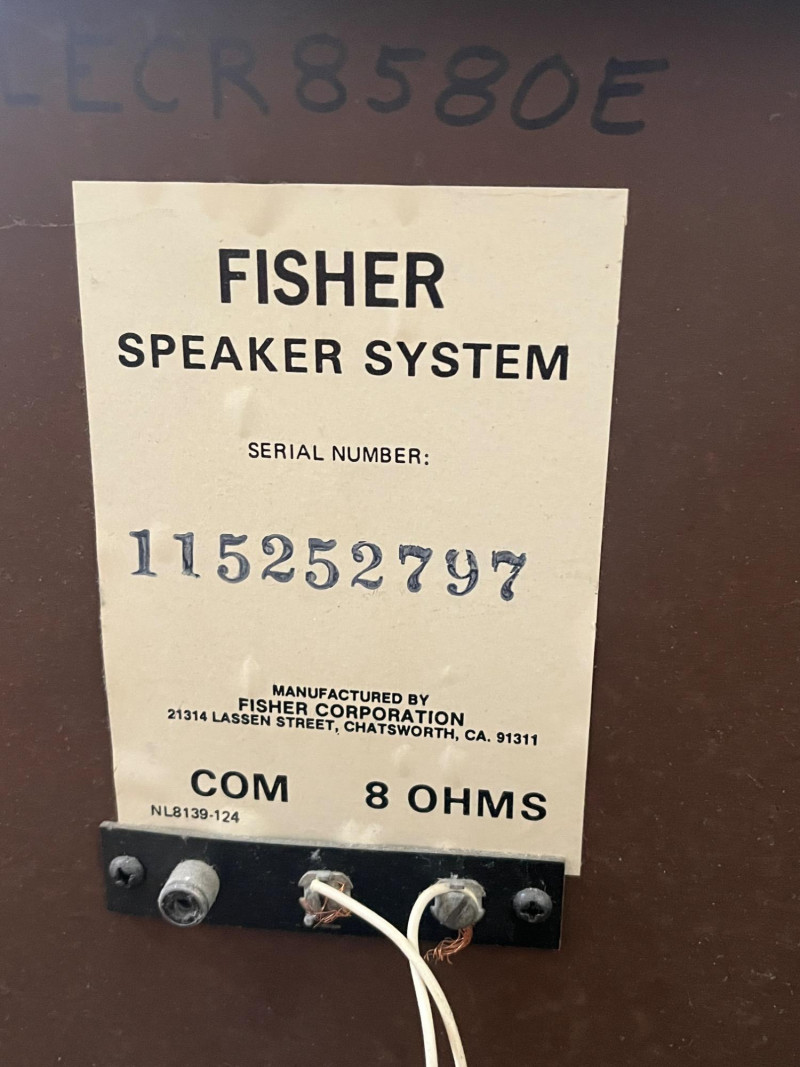 LECR8580E
FISHER
SPEAKER SYSTEM
SERIAL NUMBER:
115252797
MANUFACTURED BY
FISHER CORPORATION
21314 LASSEN STREET, CHATSWORTH, CA. 91311
COM 8 OHMS
NL8139-124